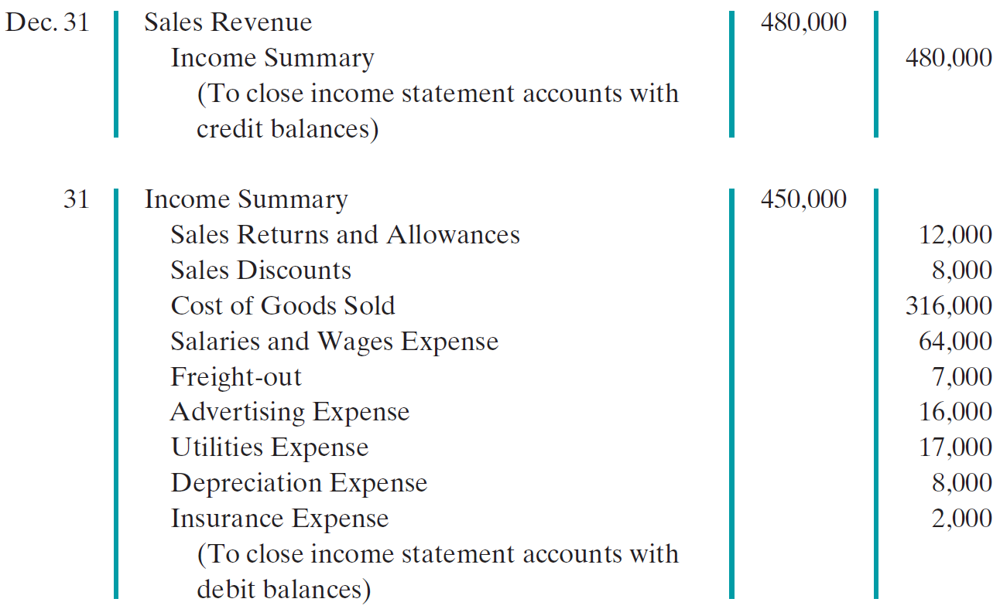 Dec. 31 Sales Revenue 480,000
Income Summary 480,000
(To close income statement accounts with
credit balances)
31 Income Summary 450,000
Sales Returns and Allowances 12,000
Sales Discounts 8,000
Cost of Goods Sold 316,000
Salaries and Wages Expense 64,000
Freight-out 7,000
Advertising Expense 16,000
Utilities Expense 17,000
Depreciation Expense 8,000
Insurance Expense 2,000
(To close income statement accounts with
debit balances)